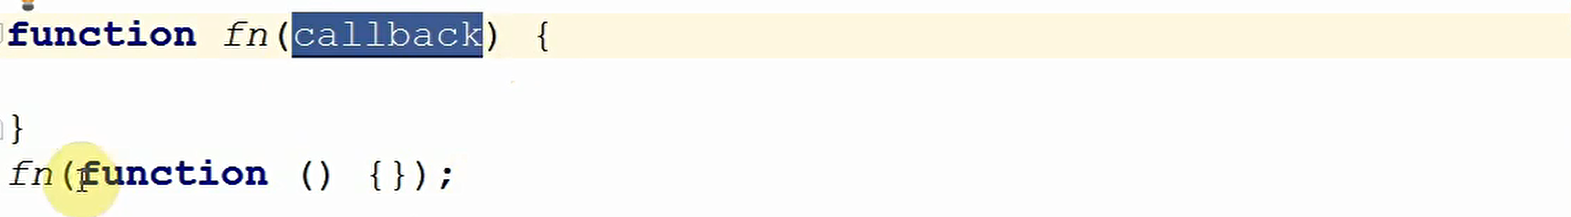 function fn(callback) {
}
fn(function () {});